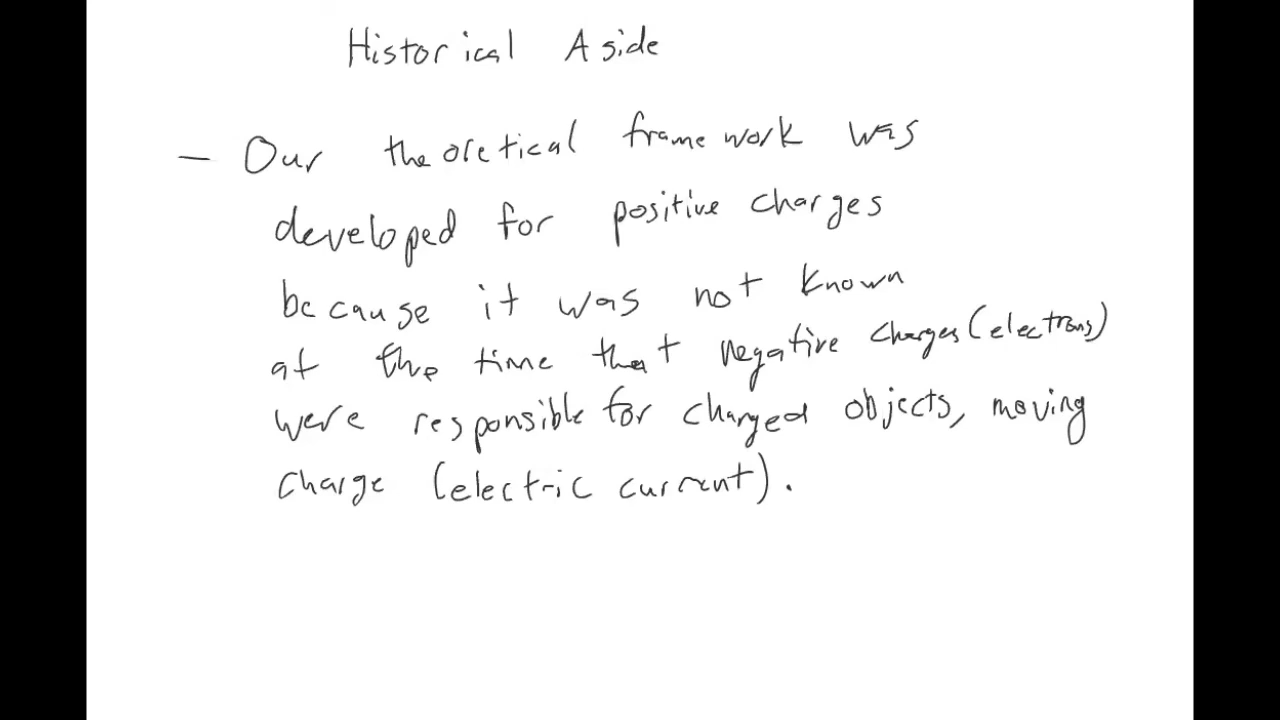 Historical Aside
- Our theoretical framework was
developed for positive charges
because it was not known
at the time that negative charges (electrons)
were responsible for charged objects, moving
charge (electric current).